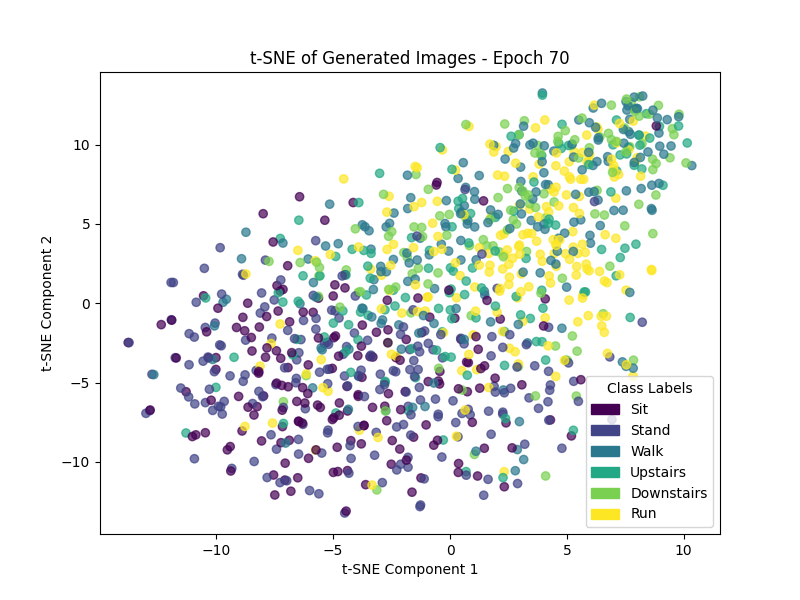 t-SNE of Generated Images - Epoch 70
t-SNE Component 2
10
5
0
−5
−10
Class Labels
Sit
Stand
Walk
Upstairs
Downstairs
Run
−10 −5 0 5 10
t-SNE Component 1